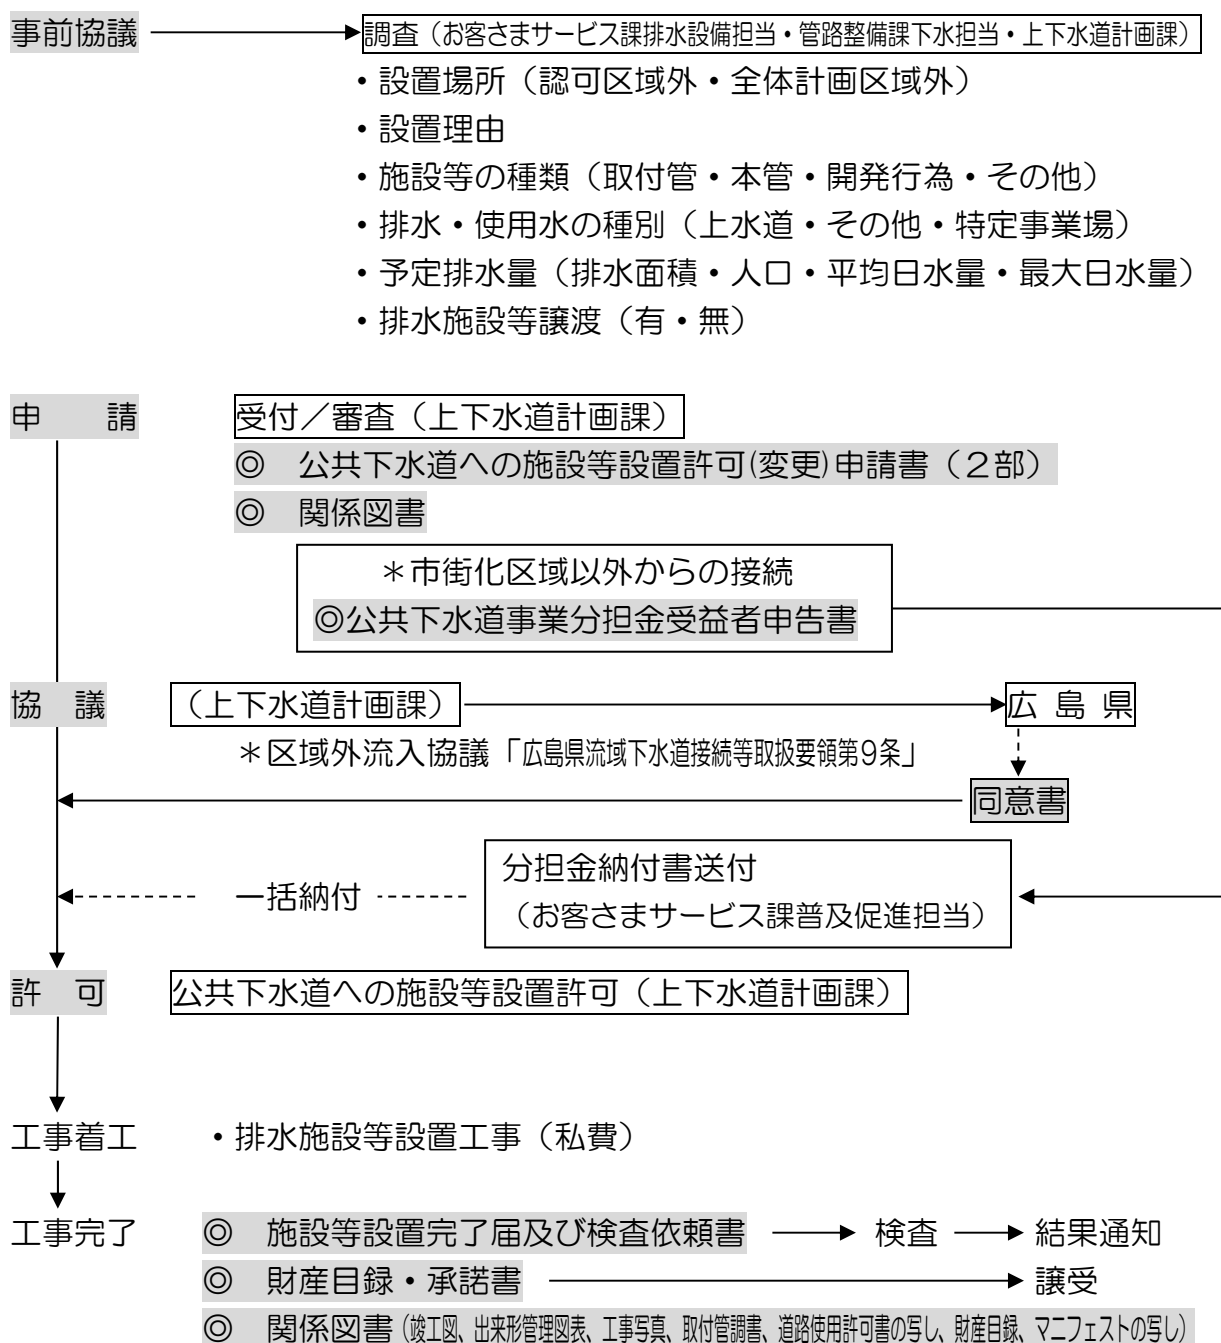 事前協議 調査（お客さまサービス課排水設備担当・管路整備課下水担当・上下水道計画課）
・設置場所（認可区域外・全体計画区域外）
・設置理由
・施設等の種類（取付管・本管・開発行為・その他）
・排水・使用水の種別（上水道・その他・特定事業場）
・予定排水量（排水面積・人口・平均日水量・最大日水量）
・排水施設等譲渡（有・無）
申　請 受付／審査（上下水道計画課）
◎　公共下水道への施設等設置許可(変更)申請書（２部）
◎　関係図書
＊市街化区域以外からの接続
◎公共下水道事業分担金受益者申告書
協　議 （上下水道計画課） 広 島 県
＊区域外流入協議「広島県流域下水道接続等取扱要領第９条」
同意書
分担金納付書送付
一括納付
（お客さまサービス課普及促進担当）
許　可 公共下水道への施設等設置許可（上下水道計画課）
工事着工 ・排水施設等設置工事（私費）
工事完了 ◎　施設等設置完了届及び検査依頼書 検査 結果通知
◎　財産目録・承諾書 譲受
◎　関係図書（竣工図、出来形管理図表、工事写真、取付管調書、道路使用許可書の写し、財産目録、マニフェストの写し）